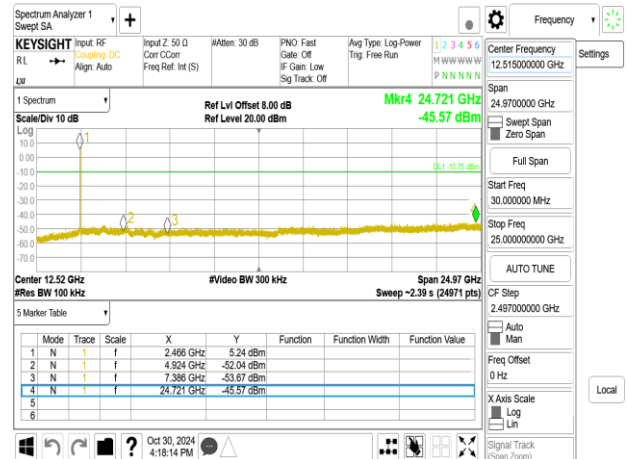 Spectrum Analyzer 1
Swept SA
+
Frequency
KEYSIGHT
RL
Input: RF
Coupling: DC
Align: Auto
Input Z: 50 Ω
Corr CCorr
Freq Ref: Int (S)
#Atten: 30 dB
PNO: Fast
Gate: Off
IF Gain: Low
Sig Track: Off
Avg Type: Log-Power
Trig: Free Run
1 2 3 4 5 6
M W W W W W
P N N N N N
1 Spectrum
Scale/Div 10 dB
Ref Lvl Offset 8.00 dB
Ref Level 20.00 dBm
Mkr4 24.721 GHz
-45.57 dBm
Log
10.0
0.00
-10.0
-20.0
-30.0
-40.0
-50.0
-60.0
-70.0
1
2
3
DL1 -10.75 dBm
Center 12.52 GHz
#Video BW 300 kHz
Span 24.97 GHz
#Res BW 100 kHz
Sweep ~2.39 s (24971 pts)
5 Marker Table
Mode Trace Scale X Y Function Function Width Function Value
1 N 1 f 2.466 GHz 5.24 dBm
2 N 1 f 4.924 GHz -52.04 dBm
3 N 1 f 7.386 GHz -53.67 dBm
4 N 1 f 24.721 GHz -45.57 dBm
5
6
Oct 30, 2024
4:18:14 PM
?
Center Frequency
12.515000000 GHz
Settings
Span
24.9700000 GHz
Swept Span
Zero Span
Full Span
Start Freq
30.000000 MHz
Stop Freq
25.000000000 GHz
AUTO TUNE
CF Step
2.497000000 GHz
Auto
Man
Freq Offset
0 Hz
X Axis Scale
Log
Lin
Local
Signal Track
(Span Zoom)